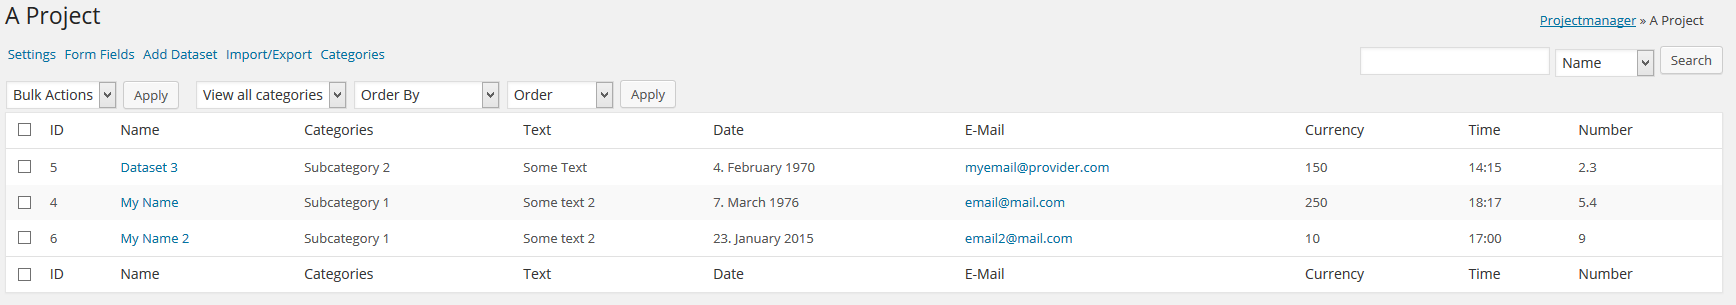 A Project
Projectmanager » A Project
Settings Form Fields Add Dataset Import/Export Categories
Name Search
Bulk Actions Apply View all categories Order By Order Apply
ID Name Categories Text Date E-Mail Currency Time Number
5 Dataset 3 Subcategory 2 Some Text 4. February 1970 myemail@provider.com 150 14:15 2.3
4 My Name Subcategory 1 Some text 2 7. March 1976 email@mail.com 250 18:17 5.4
6 My Name 2 Subcategory 1 Some text 2 23. January 2015 email2@mail.com 10 17:00 9
ID Name Categories Text Date E-Mail Currency Time Number